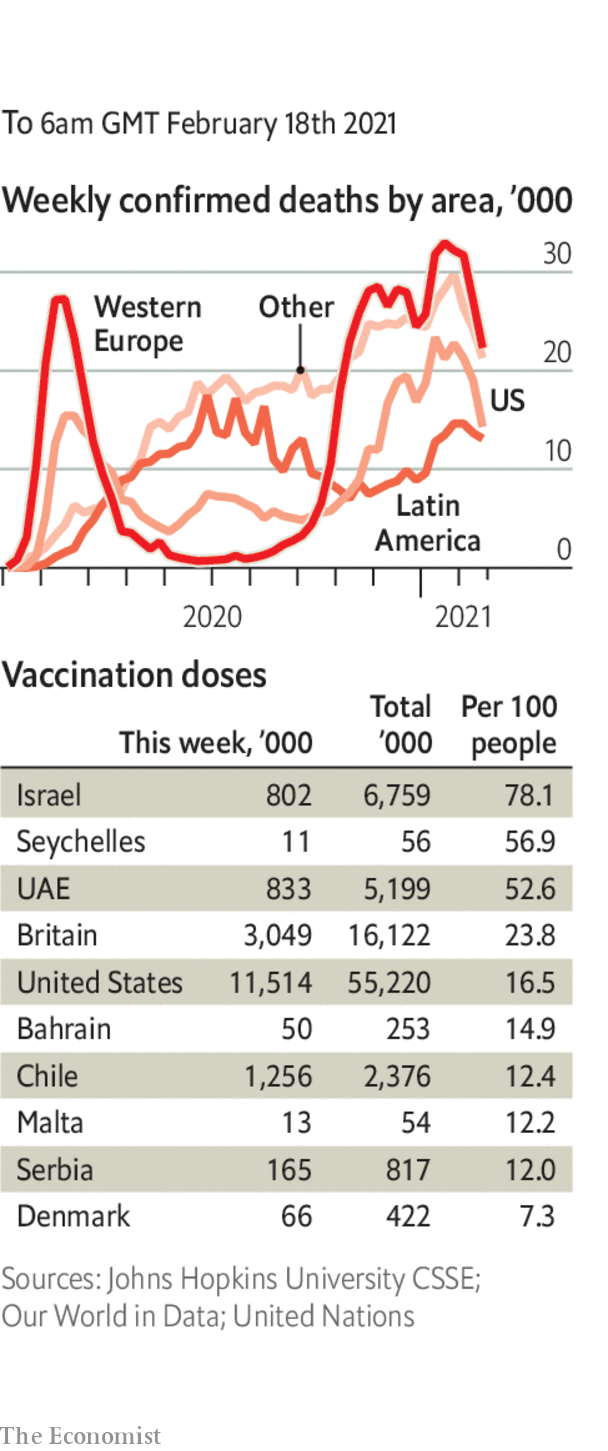 To 6am GMT February 18th 2021
Weekly confirmed deaths by area, ’000
30
Western
Europe
Other
20
US
10
Latin
America
0
2020 2021
Vaccination doses
This week, ’000 Total ’000 Per 100 people
Israel 802 6,759 78.1
Seychelles 11 56 56.9
UAE 833 5,199 52.6
Britain 3,049 16,122 23.8
United States 11,514 55,220 16.5
Bahrain 50 253 14.9
Chile 1,256 2,376 12.4
Malta 13 54 12.2
Serbia 165 817 12.0
Denmark 66 422 7.3
Sources: Johns Hopkins University CSSE;
Our World in Data; United Nations
The Economist